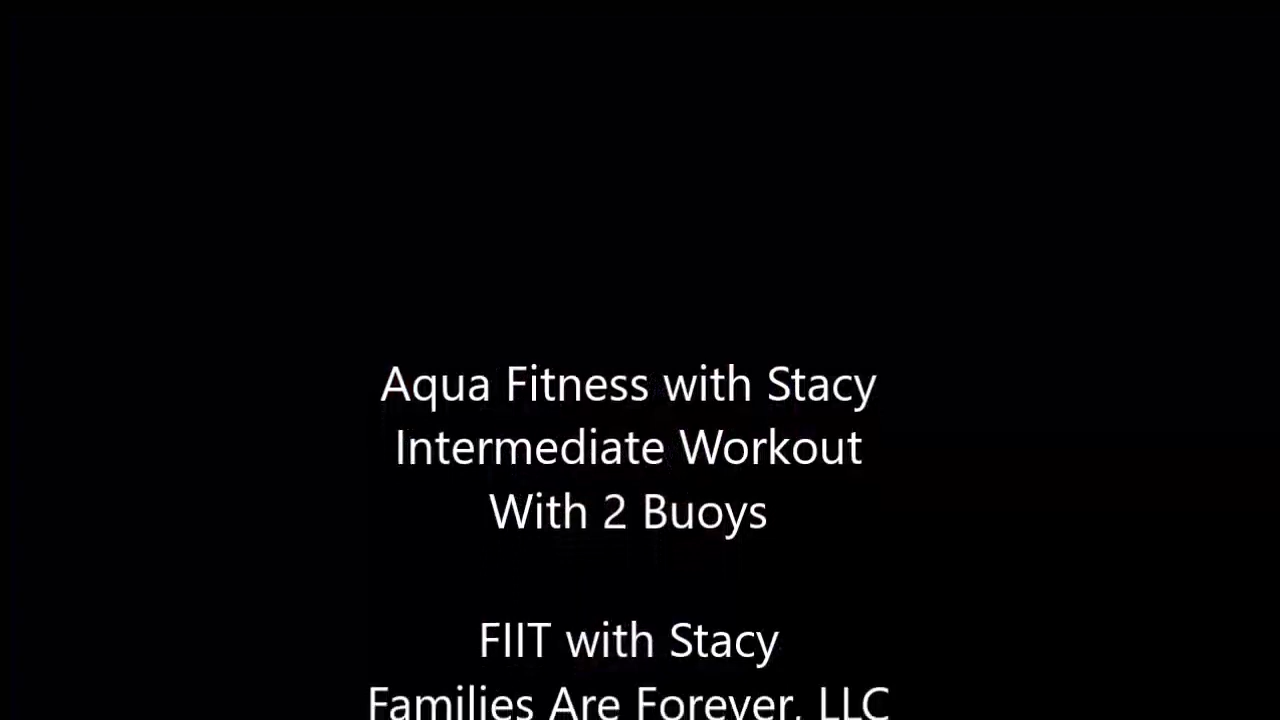 Aqua Fitness with Stacy
Intermediate Workout
With 2 Buoys
FIIT with Stacy
Families Are Forever, LLC